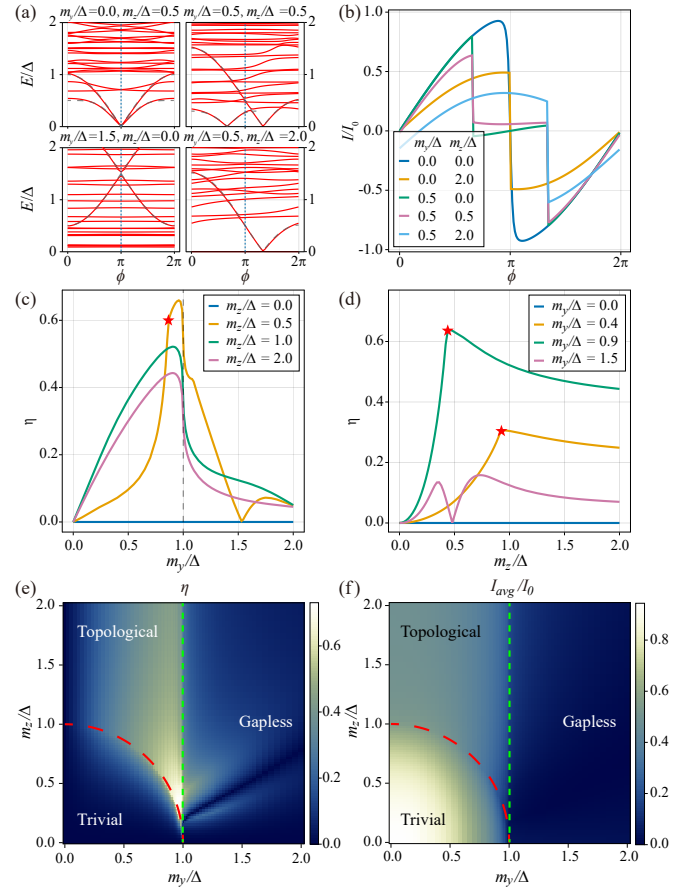 (a)
m_y/Δ=0.0, m_z/Δ=0.5
m_y/Δ=0.5, m_z/Δ=0.5
2
1
0
E/Δ
m_y/Δ=1.5, m_z/Δ=0.0
m_y/Δ=0.5, m_z/Δ=2.0
2
1
0
E/Δ
0 π 2π
0 π 2π
ϕ
(b)
I/I_0
0.5
0.0
-0.5
-1.0
m_y/Δ m_z/Δ
0.0 0.0
0.0 2.0
0.5 0.0
0.5 0.5
0.5 2.0
0 π 2π
ϕ
(c)
η
0.6
0.4
0.2
0.0
m_z/Δ = 0.0
m_z/Δ = 0.5
m_z/Δ = 1.0
m_z/Δ = 2.0
0.0 0.5 1.0 1.5 2.0
m_y/Δ
(d)
η
0.6
0.4
0.2
0.0
m_y/Δ = 0.0
m_y/Δ = 0.4
m_y/Δ = 0.9
m_y/Δ = 1.5
0.0 0.5 1.0 1.5 2.0
m_z/Δ
(e)
η
Topological
Gapless
Trivial
m_z/Δ
2.0
1.5
1.0
0.5
0.0
0.0 0.5 1.0 1.5 2.0
m_y/Δ
0.6
0.4
0.2
0.0
(f)
I_avg/I_0
Topological
Gapless
Trivial
m_z/Δ
2.0
1.5
1.0
0.5
0.0
0.0 0.5 1.0 1.5 2.0
m_y/Δ
0.8
0.6
0.4
0.2
0.0